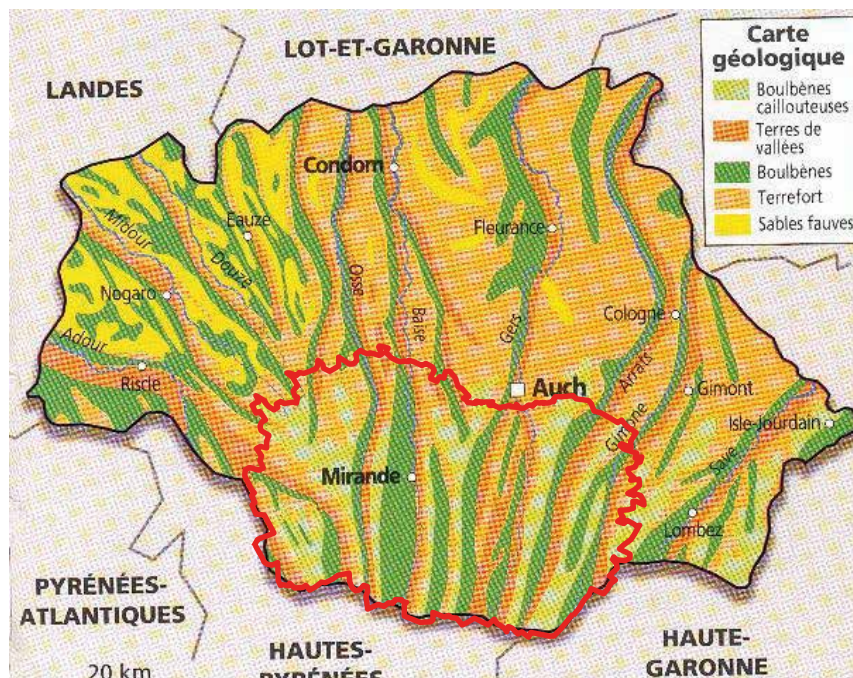 LOT-ET-GARONNE
LANDES
Carte
géologique
Boulbènes
caillouteuses
Terres de
vallées
Boulbènes
Terrefort
Sables fauves
Condom
Fleurance
Eauze
Midour
Douze
Nogaro
Osse
Baïse
Gers
Cologne
Adour
Riscle
Auch
Arrats
Gimont
Gimone
Isle-Jourdain
Mirande
Save
Lombez
PYRÉNÉES-
ATLANTIQUES
HAUTES-
PYRÉNÉES
HAUTE-
GARONNE
20 km